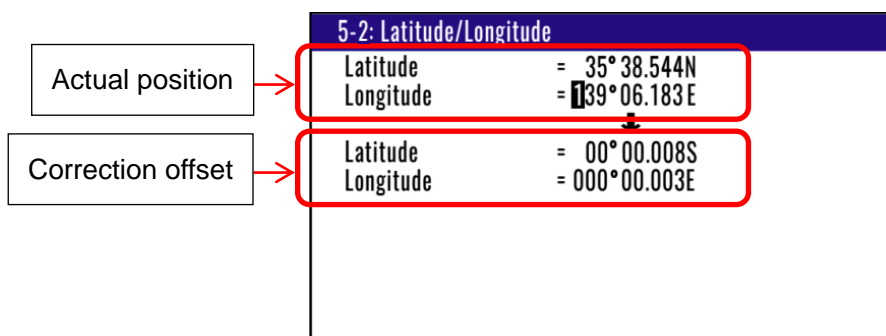 5-2: Latitude/Longitude
Actual position
Latitude = 35°38.544N
Longitude = 139°06.183E
Correction offset
Latitude = 00°00.008S
Longitude = 000°00.003E